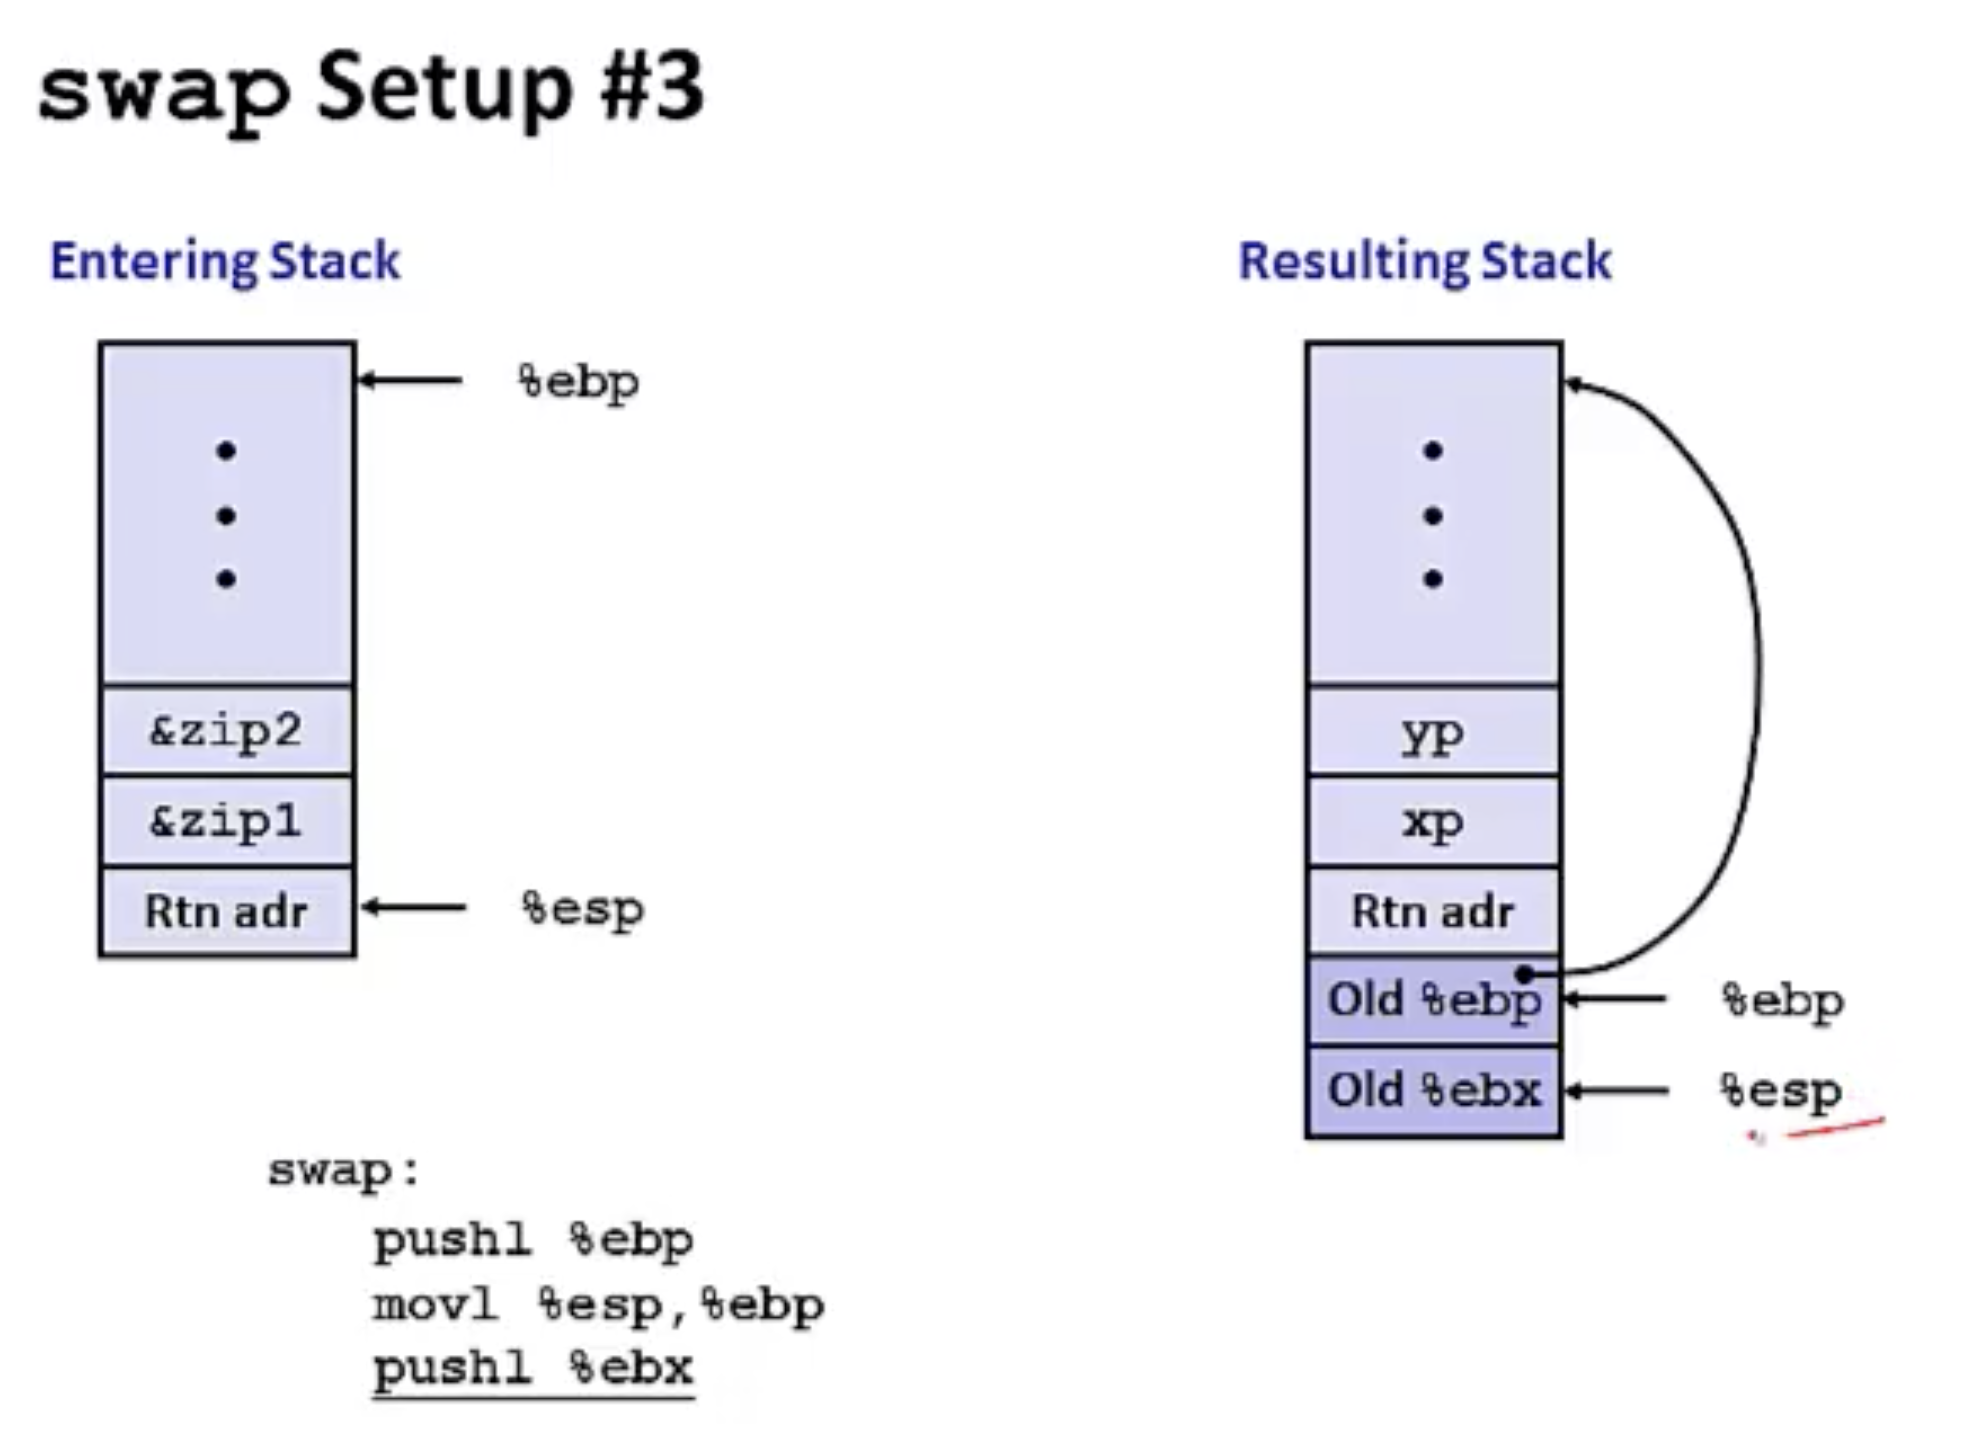 swap Setup #3
Entering Stack
%ebp
&zip2
&zip1
Rtn adr
%esp
Resulting Stack
yp
xp
Rtn adr
Old %ebp
%ebp
Old %ebx
%esp
swap:
pushl %ebp
movl %esp,%ebp
pushl %ebx